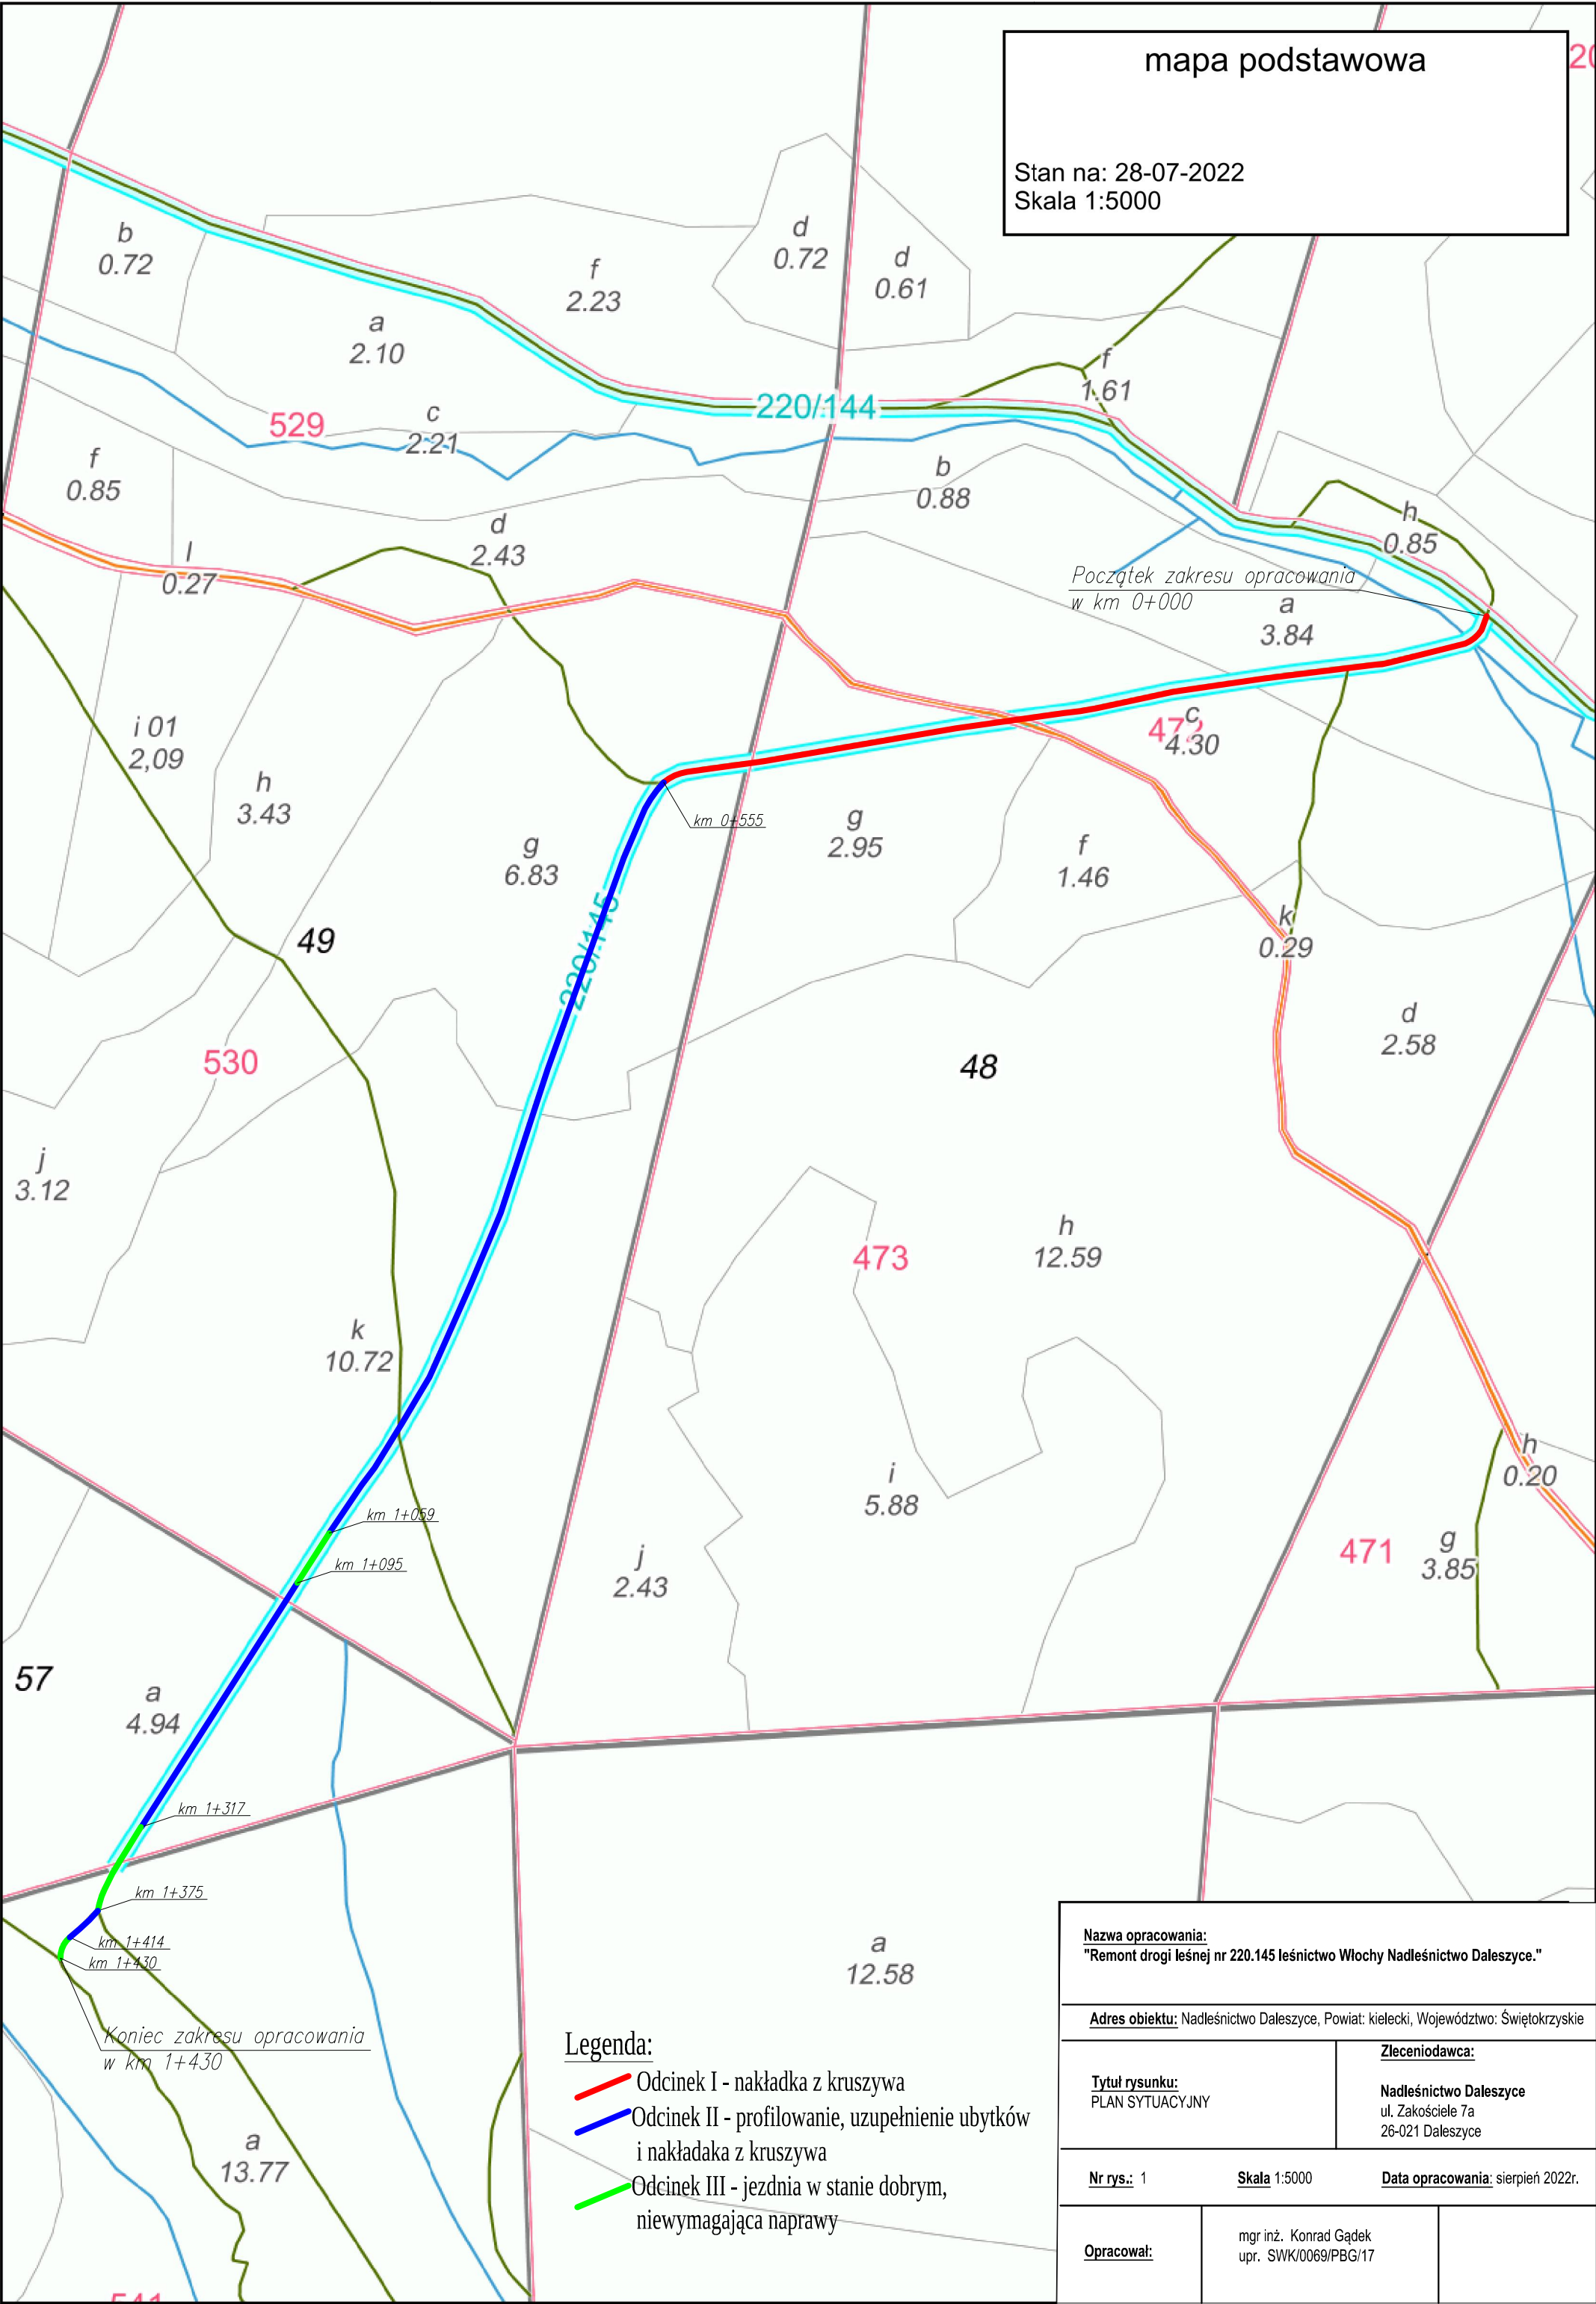 mapa podstawowa
Stan na: 28-07-2022
Skala 1:5000
20
b
0.72
f
2.23
d
0.72
d
0.61
a
2.10
f
1.61
220/144
529
c
2.21
f
0.85
b
0.88
d
2.43
h
0.85
l
0.27
Początek zakresu opracowania
w km 0+000
a
3.84
i 01
2,09
c
4.30
h
3.43
km 0+555
g
6.83
g
2.95
f
1.46
220/145
k
0.29
49
530
48
d
2.58
j
3.12
h
12.59
473
k
10.72
h
0.20
i
5.88
km 1+059
km 1+095
j
2.43
471
g
3.85
57
a
4.94
km 1+317
km 1+375
km 1+414
km 1+430
Koniec zakresu opracowania
w km 1+430
a
12.58
a
13.77
Legenda:
Odcinek I - nakładka z kruszywa
Odcinek II - profilowanie, uzupełnienie ubytków
i nakładaka z kruszywa
Odcinek III - jezdnia w stanie dobrym,
niewymagająca naprawy
Nazwa opracowania:
"Remont drogi leśnej nr 220.145 leśnictwo Włochy Nadleśnictwo Daleszyce."
Adres obiektu: Nadleśnictwo Daleszyce, Powiat: kielecki, Województwo: Świętokrzyskie
Tytuł rysunku:
PLAN SYTUACYJNY
Zleceniodawca:
Nadleśnictwo Daleszyce
ul. Zakościele 7a
26-021 Daleszyce
Nr rys.: 1
Skala 1:5000
Data opracowania: sierpień 2022r.
Opracował:
mgr inż. Konrad Gądek
upr. SWK/0069/PBG/17